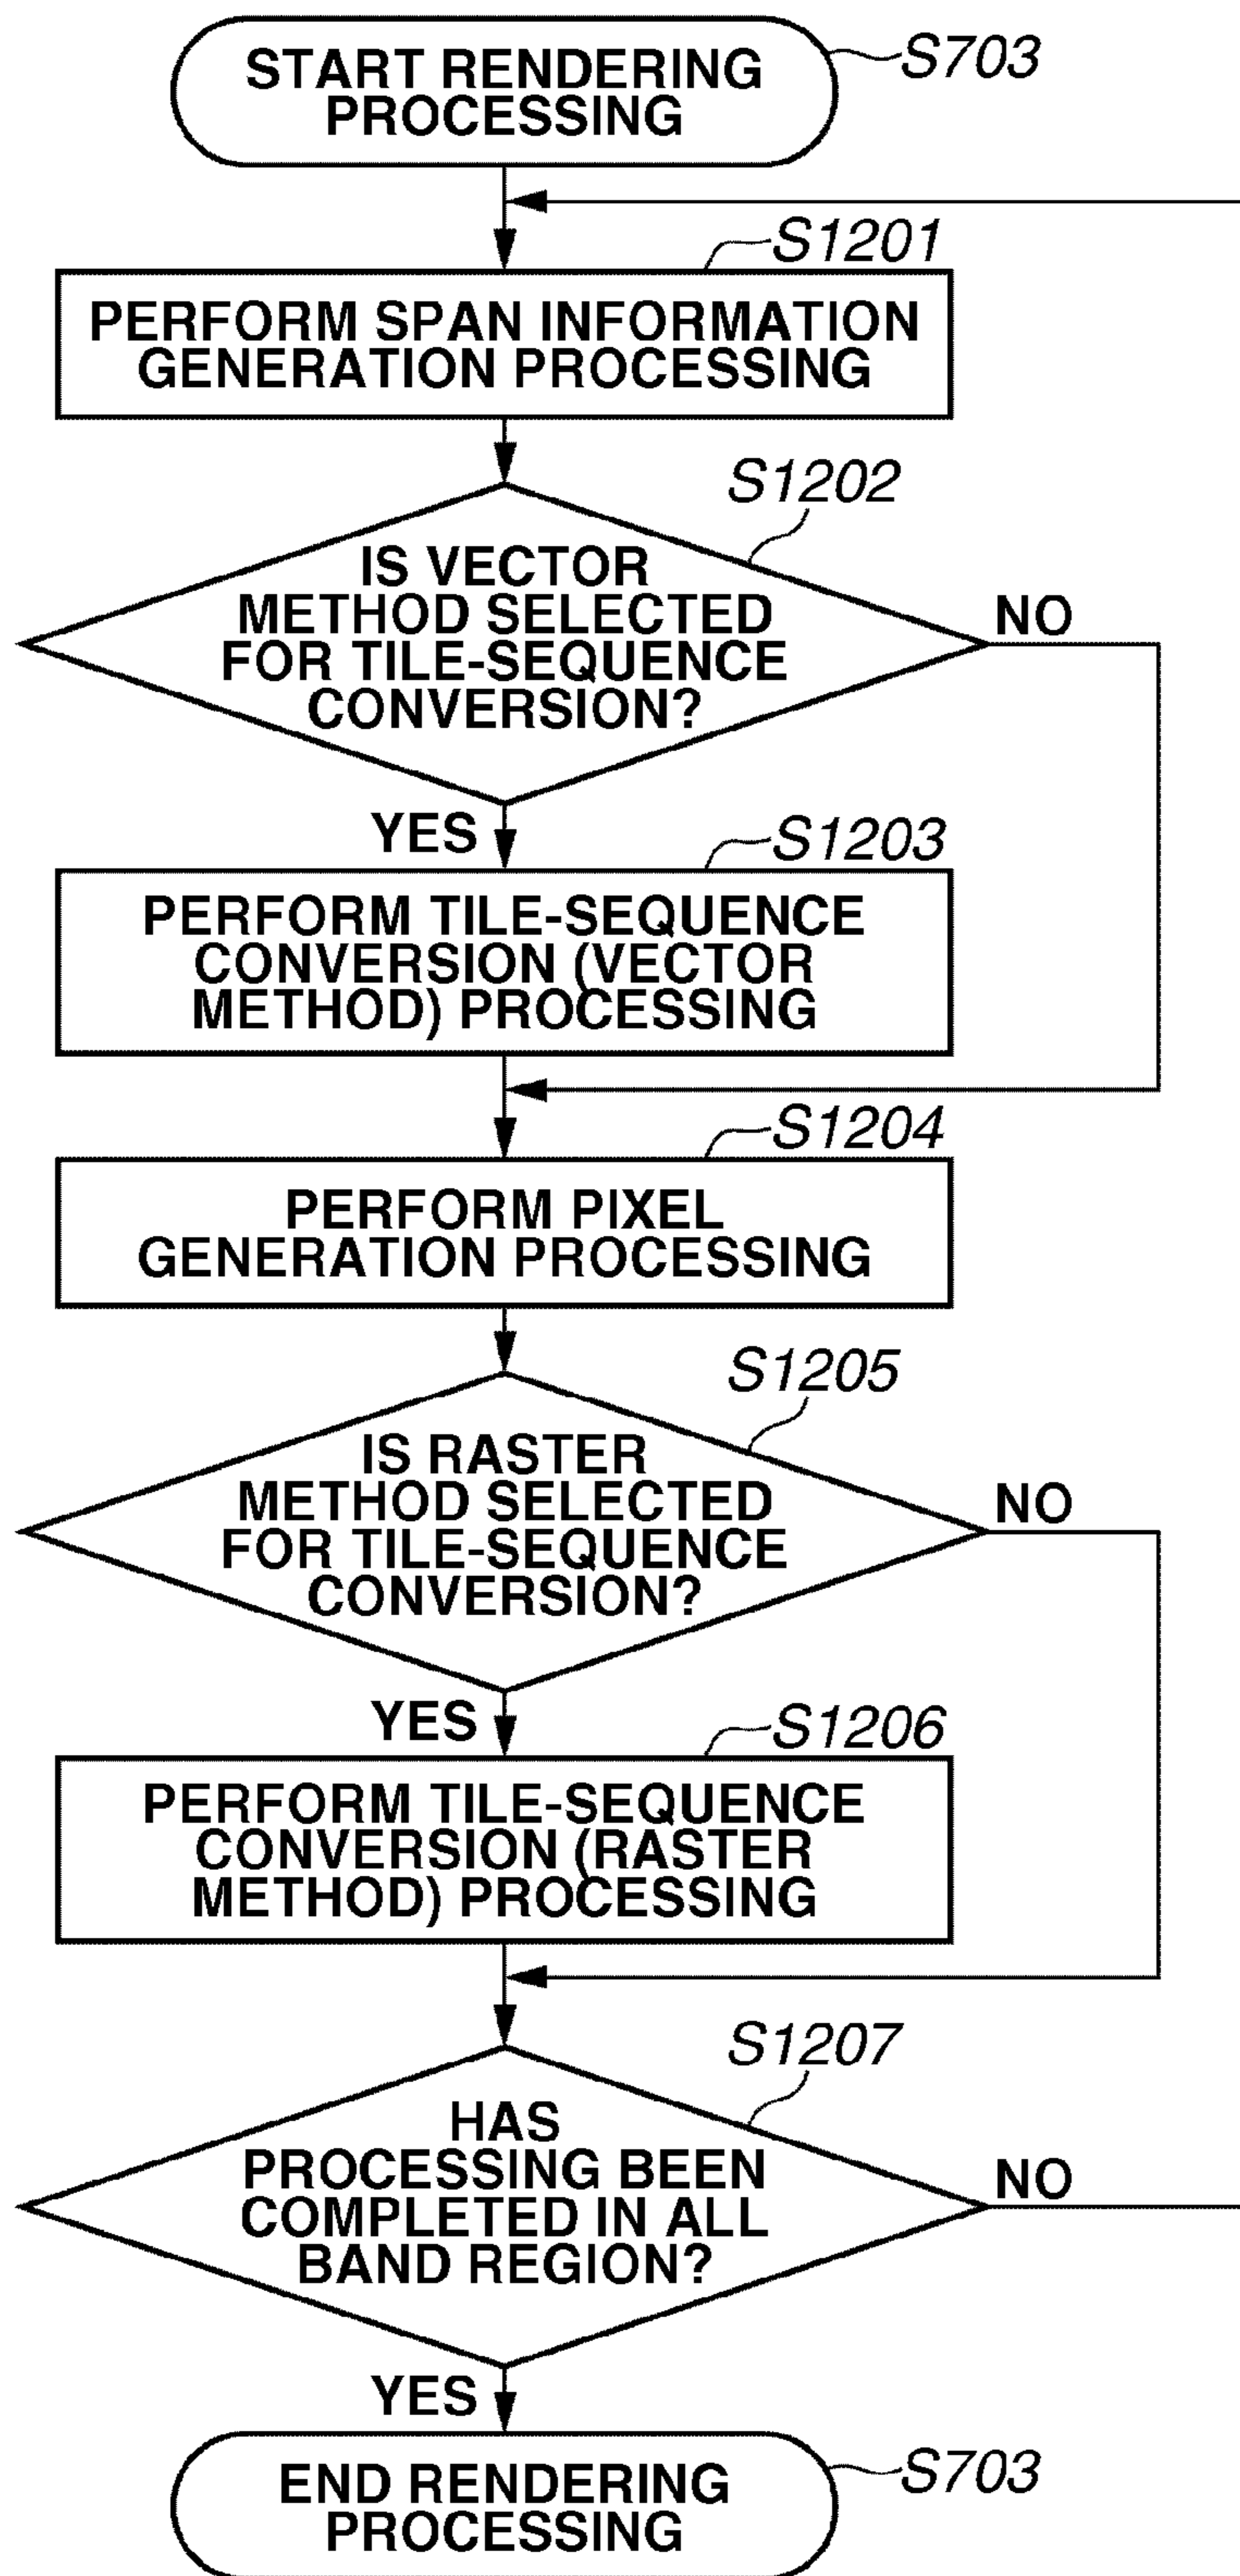 START RENDERING
PROCESSING
S703
S1201
PERFORM SPAN INFORMATION
GENERATION PROCESSING
S1202
IS VECTOR
METHOD SELECTED
FOR TILE-SEQUENCE
CONVERSION?
NO
YES
S1203
PERFORM TILE-SEQUENCE
CONVERSION (VECTOR
METHOD) PROCESSING
S1204
PERFORM PIXEL
GENERATION PROCESSING
S1205
IS RASTER
METHOD SELECTED
FOR TILE-SEQUENCE
CONVERSION?
NO
YES
S1206
PERFORM TILE-SEQUENCE
CONVERSION (RASTER
METHOD) PROCESSING
S1207
HAS
PROCESSING BEEN
COMPLETED IN ALL
BAND REGION?
NO
YES
END RENDERING
PROCESSING
S703